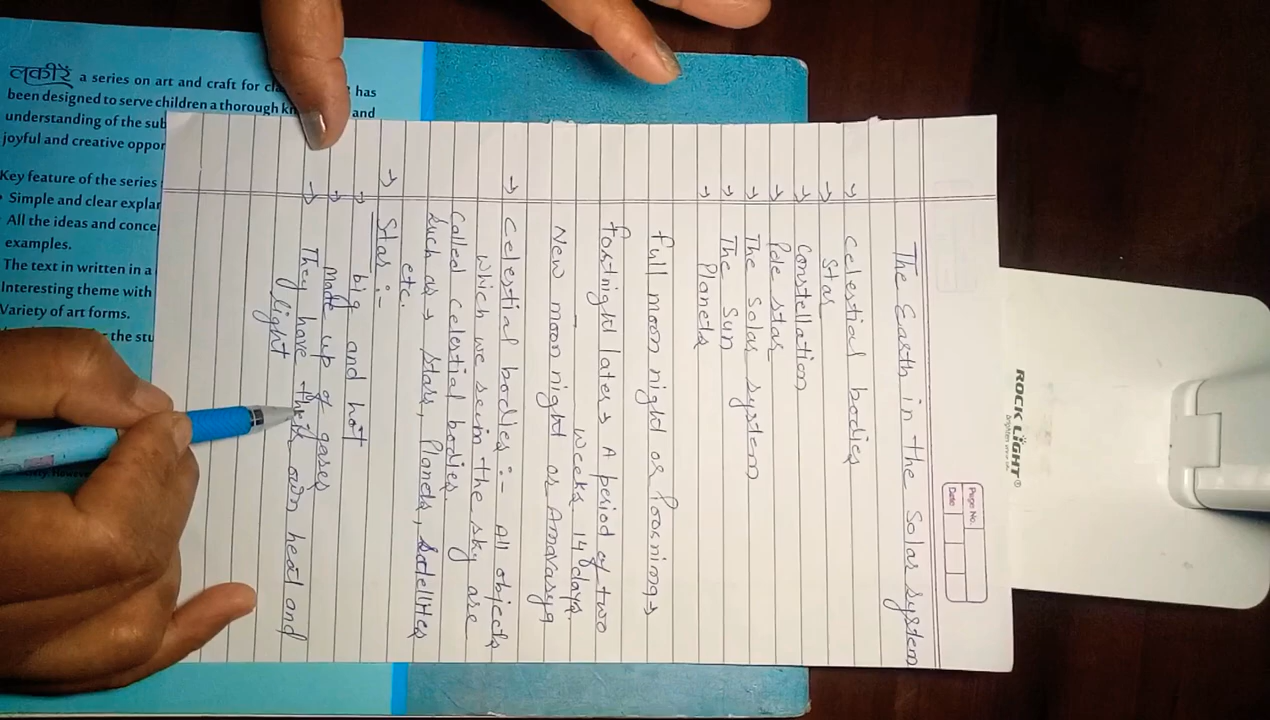 लकीरें a series on art and craft for has
been designed to serve children a thorough and
understanding of the sub
joyful and creative oppor
Key feature of the series
• Simple and clear explar
All the ideas and conce
examples.
The text in written in a
Interesting theme with
Variety of art forms.
the stu
ROCK LiGHT®
Page No.
Date
The Earth in the Solar system
→ celestial bodies
→ Star
→ Constellation
→ Pole star
→ The Solar system
→ The Sun
→ Planets
full moon night or Poornima→
fortnight later→ A period of two
weeks 14 days.
New moon night or Amavasya
→ Celestial bodies:- All objects
which we see in the sky are
called celestial bodies
Such as → stars, Planets, Satellites
etc.
→ Star:-
→ big and hot
→ made up of gases
→ They have their own heat and
light